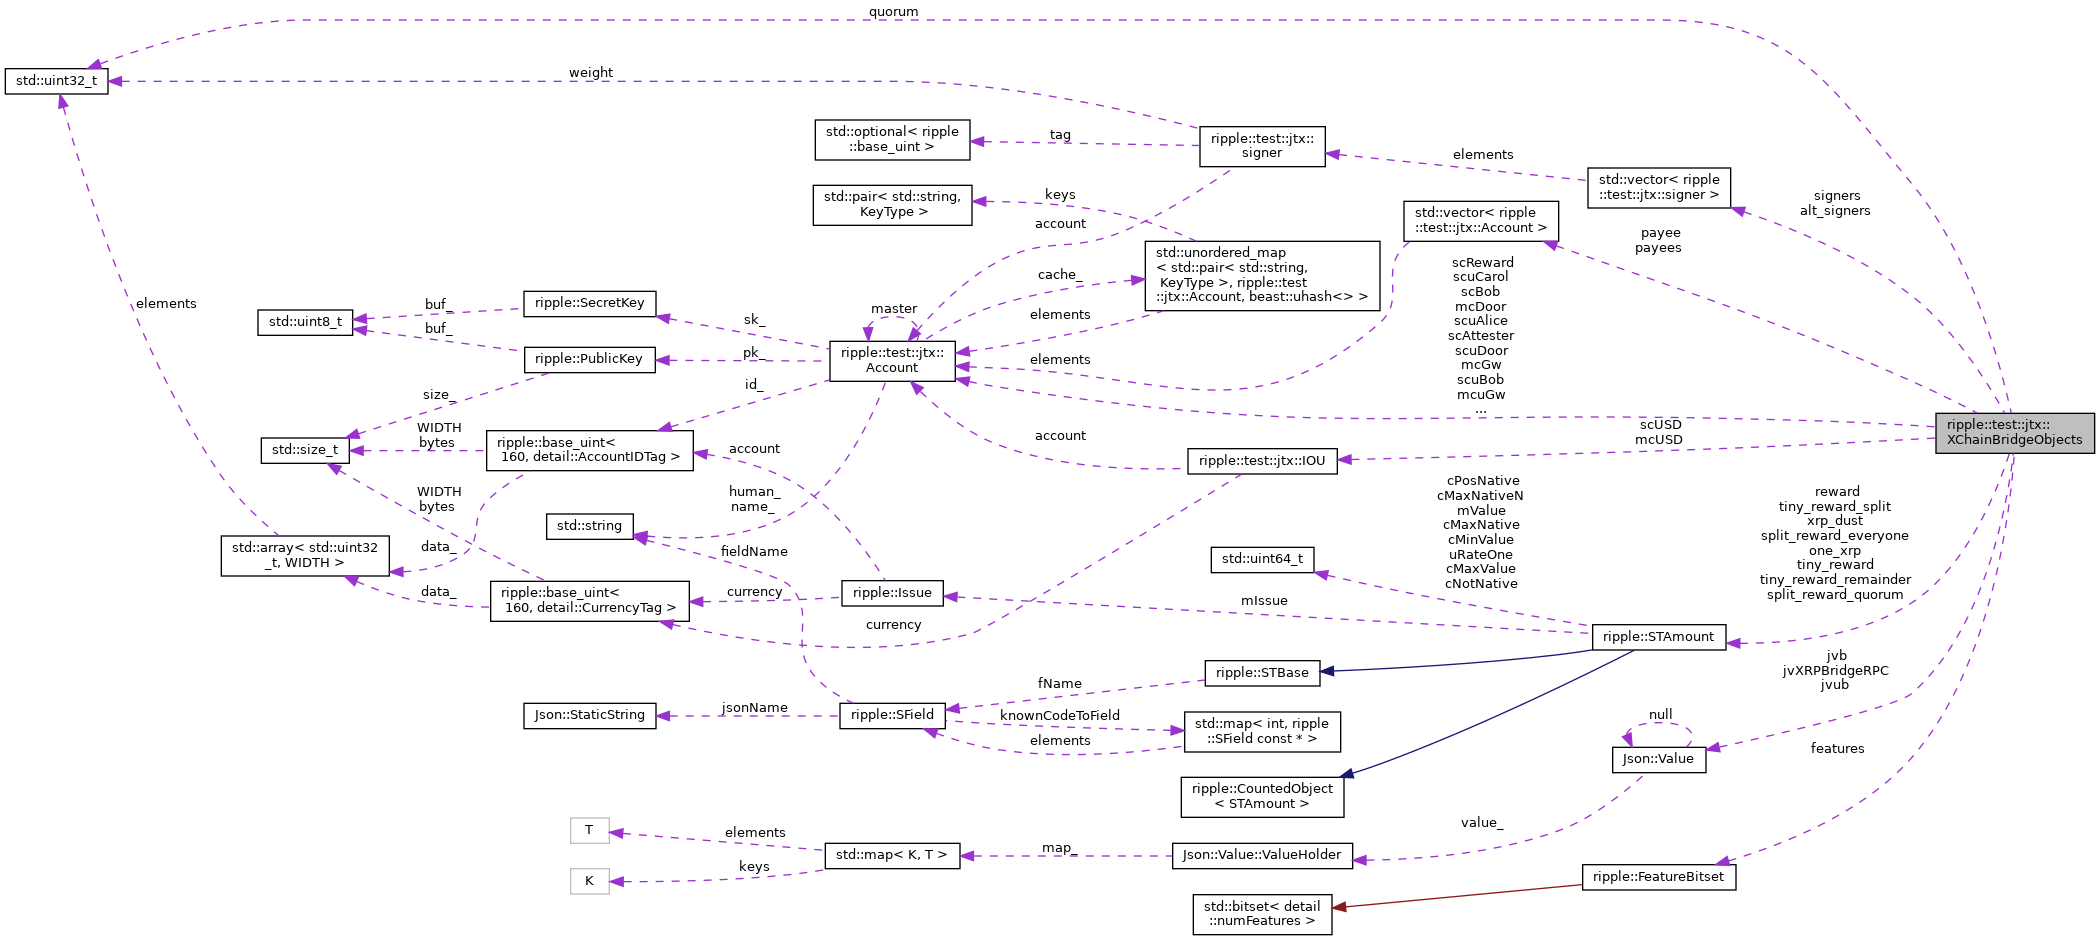 quorum
std::uint32_t
weight
std::optional< ripple
::base_uint >
tag
ripple::test::jtx::
signer
elements
std::vector< ripple
::test::jtx::signer >
signers
alt_signers
std::pair< std::string,
KeyType >
keys
account
std::vector< ripple
::test::jtx::Account >
payee
payees
std::unordered_map
< std::pair< std::string,
KeyType >, ripple::test
::jtx::Account, beast::uhash<> >
cache_
elements
elements
scReward
scuCarol
scBob
mcDoor
scuAlice
scAttester
scuDoor
mcGw
scuBob
mcuGw
...
elements
std::uint8_t
buf_
buf_
ripple::SecretKey
ripple::PublicKey
sk_
pk_
id_
master
ripple::test::jtx::
Account
size_
std::size_t
WIDTH
bytes
ripple::base_uint<
160, detail::AccountIDTag >
account
account
ripple::test::jtx::IOU
scUSD
mcUSD
ripple::test::jtx::
XChainBridgeObjects
WIDTH
bytes
human_
name_
std::string
std::array< std::uint32
_t, WIDTH >
data_
data_
fieldName
ripple::base_uint<
160, detail::CurrencyTag >
currency
ripple::Issue
currency
mIssue
std::uint64_t
cPosNative
cMaxNativeN
mValue
cMaxNative
cMinValue
uRateOne
cMaxValue
cNotNative
reward
tiny_reward_split
xrp_dust
split_reward_everyone
one_xrp
tiny_reward
tiny_reward_remainder
split_reward_quorum
ripple::STAmount
ripple::STBase
fName
jvb
jvXRPBridgeRPC
jvub
Json::StaticString
jsonName
ripple::SField
knownCodeToField
elements
std::map< int, ripple
::SField const * >
null
Json::Value
features
ripple::CountedObject
< STAmount >
value_
T
K
elements
keys
std::map< K, T >
map_
Json::Value::ValueHolder
ripple::FeatureBitset
std::bitset< detail
::numFeatures >